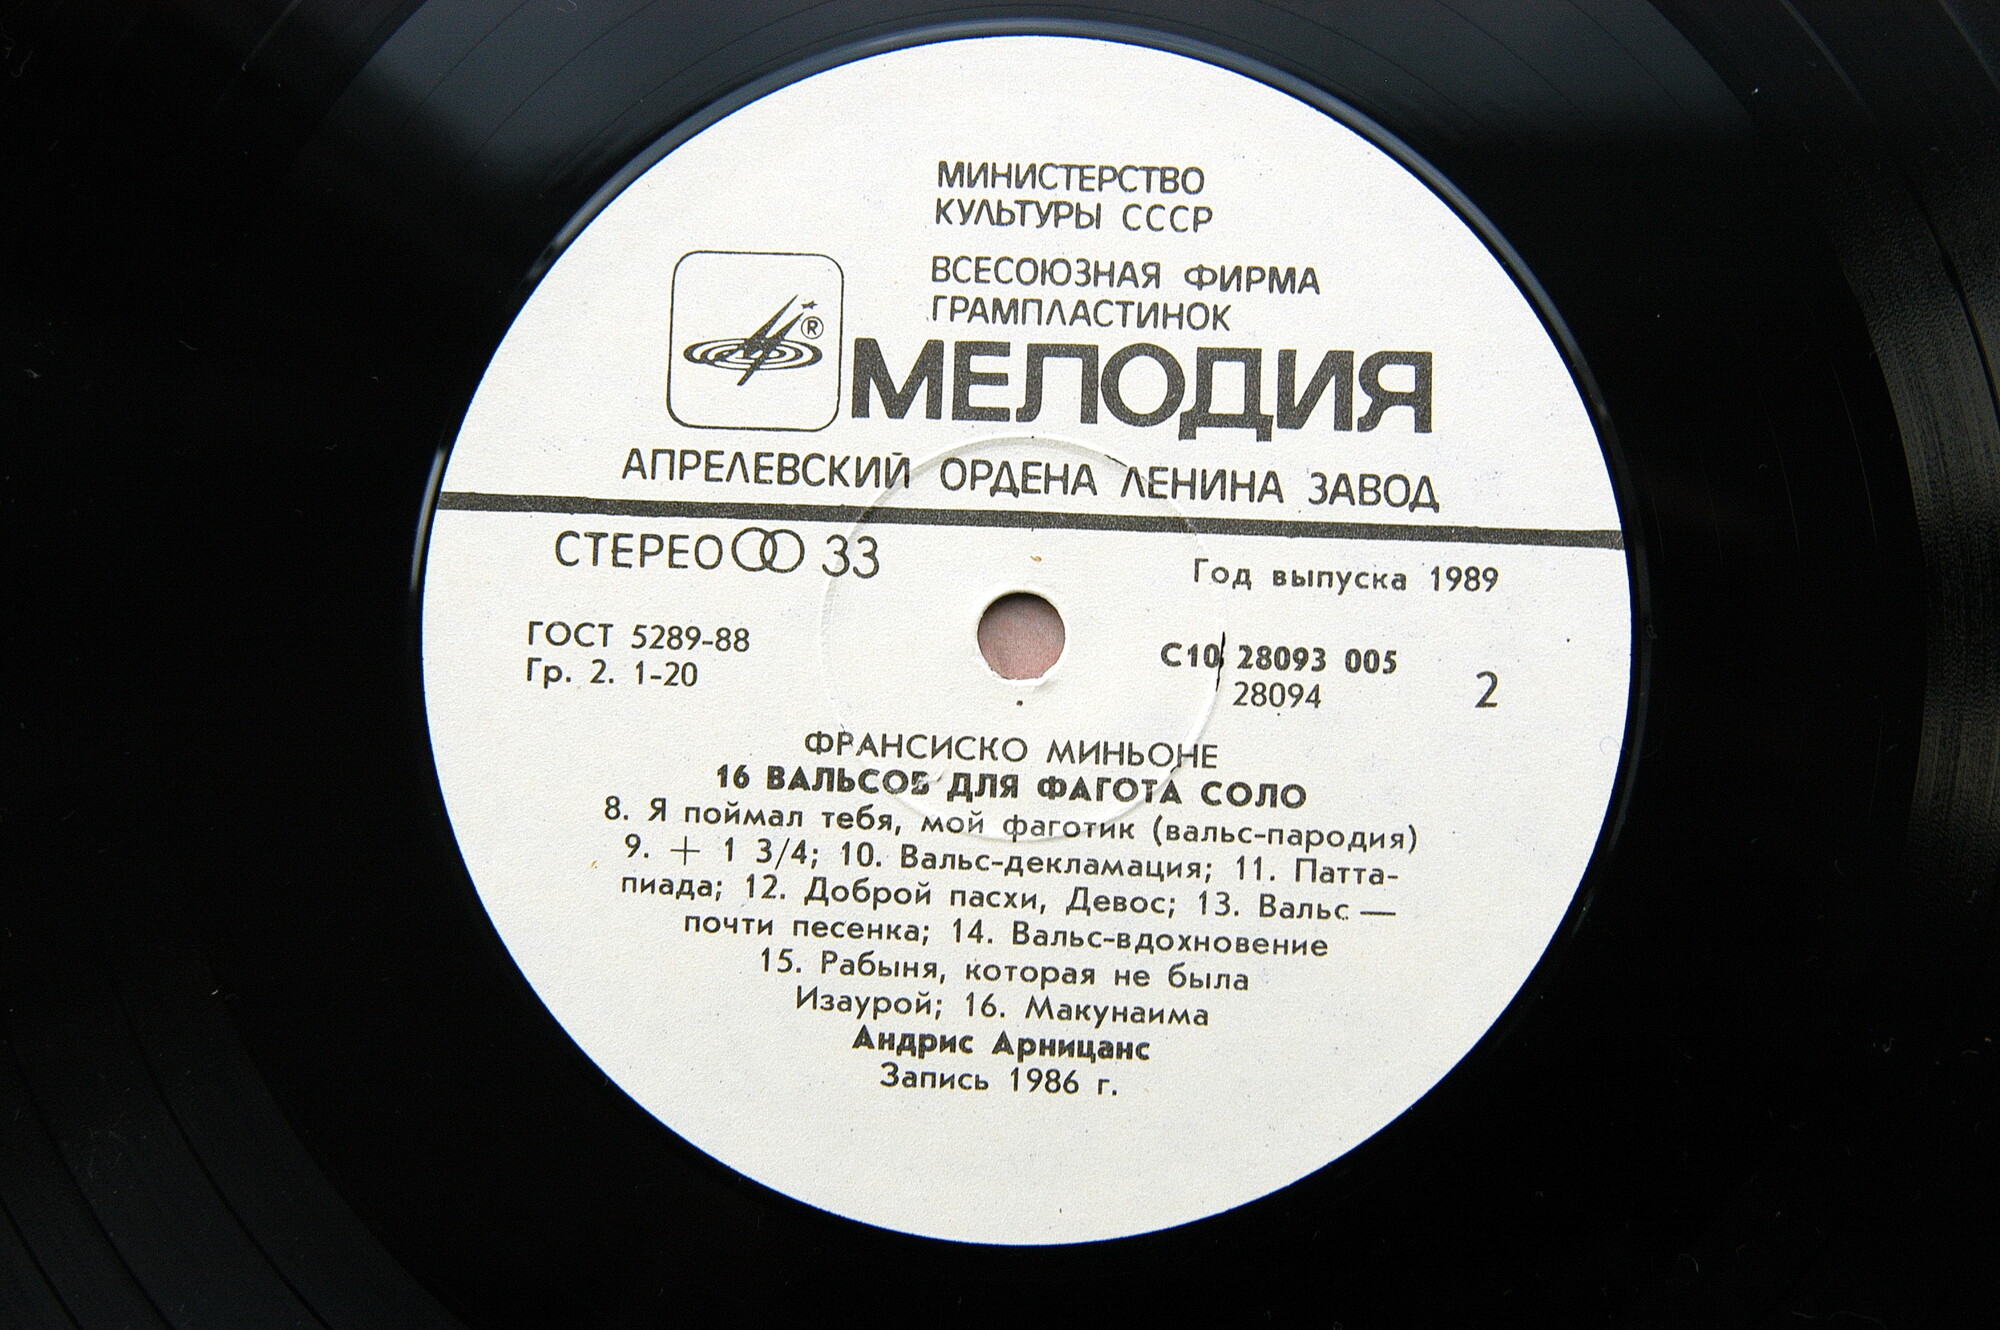 МИНИСТЕРСТВО
КУЛЬТУРЫ СССР
ВСЕСОЮЗНАЯ ФИРМА
ГРАМПЛАСТИНОК
®
МЕЛОДИЯ
АПРЕЛЕВСКИЙ ОРДЕНА ЛЕНИНА ЗАВОД
СТЕРЕО 33
Год выпуска 1989
ГОСТ 5289-88
Гр. 2. 1-20
С10 28093 005
28094
2
ФРАНСИСКО МИНЬОНЕ
16 ВАЛЬСОВ ДЛЯ ФАГОТА СОЛО
8. Я поймал тебя, мой фаготик (вальс-пародия)
9. + 1 3/4; 10. Вальс-декламация; 11. Патта-
пиада; 12. Доброй пасхи, Девос; 13. Вальс —
почти песенка; 14. Вальс-вдохновение
15. Рабыня, которая не была
Изаурой; 16. Макунаима
Андрис Арницанс
Запись 1986 г.